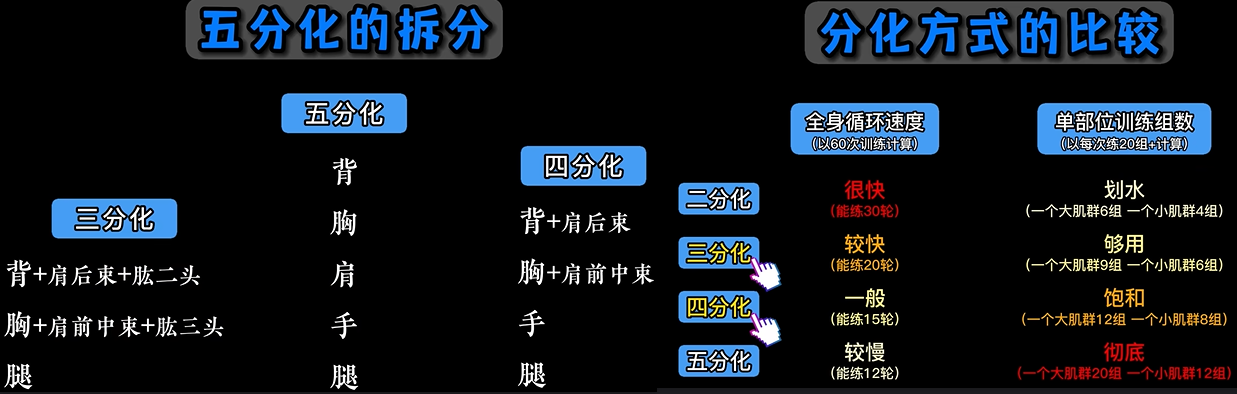 五分化的拆分
五分化
背
胸
肩
手
腿
三分化
背+肩后束+肱二头
胸+肩前中束+肱三头
腿
四分化
背+肩后束
胸+肩前中束
手
腿
分化方式的比较
全身循环速度
(以60次训练计算)
单部位训练组数
(以每次练20组+计算)
二分化
很快
(能练30轮)
划水
(一个大肌群6组 一个小肌群4组)
三分化
较快
(能练20轮)
够用
(一个大肌群9组 一个小肌群6组)
四分化
一般
(能练15轮)
饱和
(一个大肌群12组 一个小肌群8组)
五分化
较慢
(能练12轮)
彻底
(一个大肌群20组 一个小肌群12组)